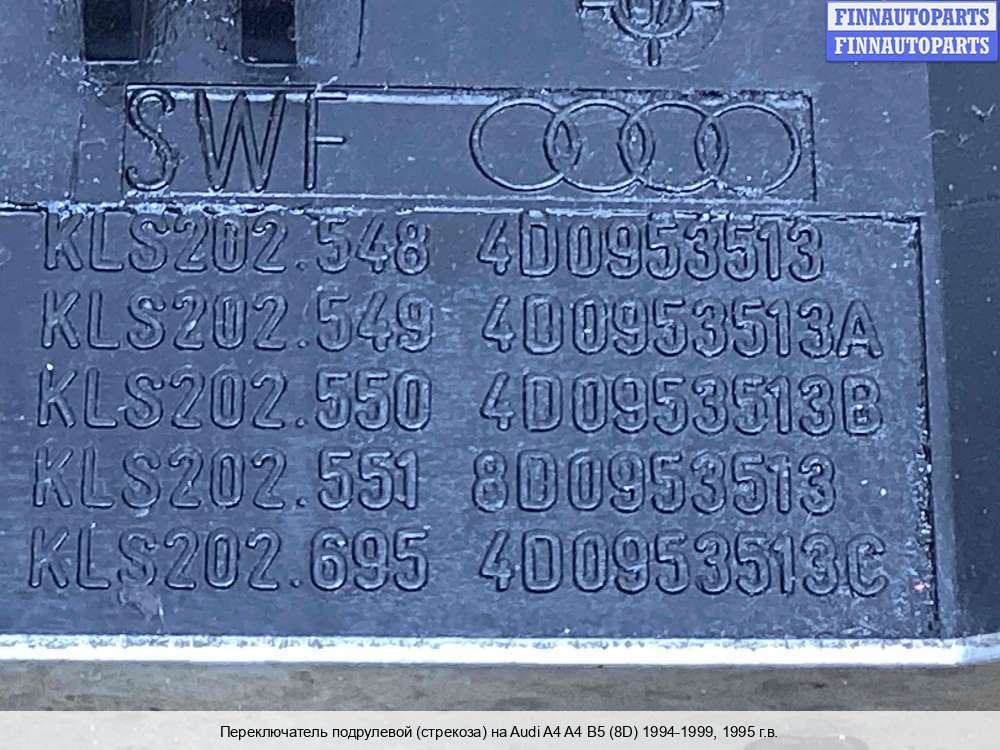 FINNAUTOPARTS
FINNAUTOPARTS
SWF
KLS202.548 4D0953513
KLS202.549 4D0953513A
KLS202.550 4D0953513B
KLS202.551 8D0953513
KLS202.695 4D0953513C
Переключатель подрулевой (стрекоза) на Audi A4 A4 B5 (8D) 1994-1999, 1995 г.в.